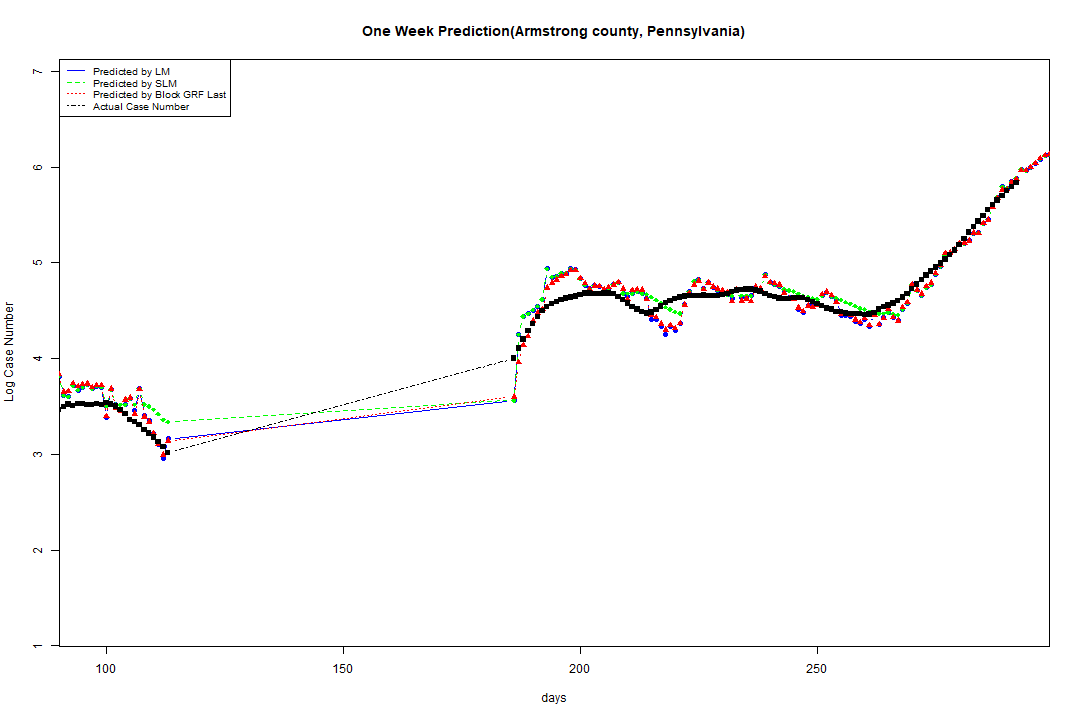 One Week Prediction(Armstrong county, Pennsylvania)
Predicted by LM
Predicted by SLM
Predicted by Block GRF Last
Actual Case Number
7
6
5
4
3
2
1
Log Case Number
100 150 200 250
days